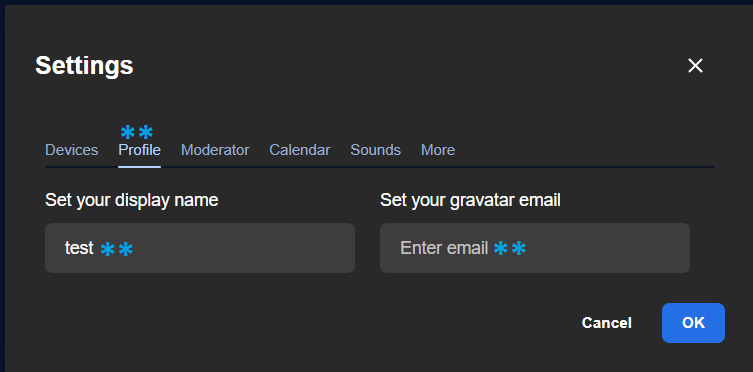 Settings
**
Devices Profile Moderator Calendar Sounds More
Set your display name Set your gravatar email
test ** Enter email **
Cancel OK